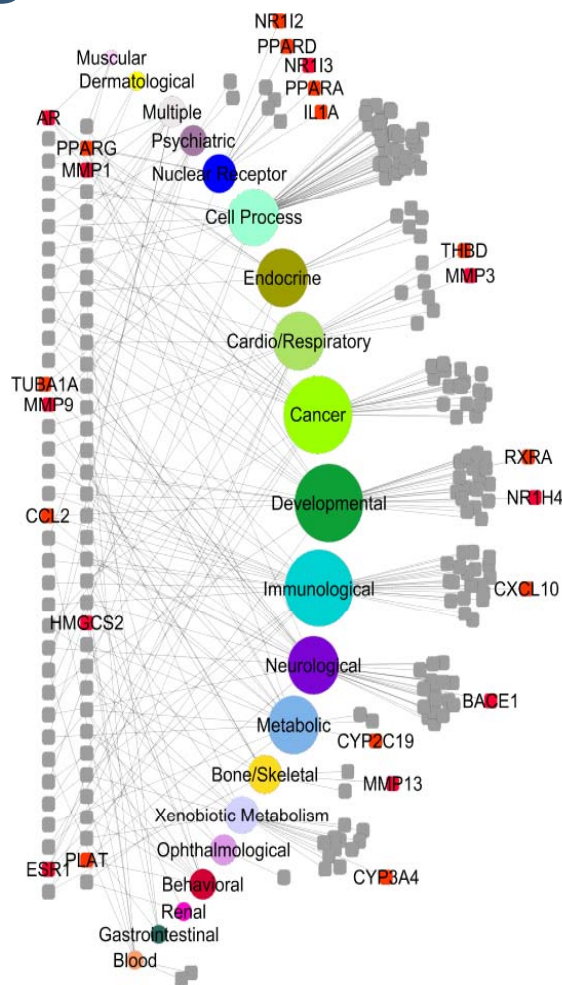 NR1I2
PPARD
NR1I3
PPARA
IL1A
Muscular
Dermatological
Multiple
AR
Psychiatric
PPARG
MMP1
Nuclear Receptor
Cell Process
THBD
MMP3
Endocrine
Cardio/Respiratory
TUBA1A
MMP9
Cancer
RXRA
NR1H4
Developmental
CCL2
Immunological
CXCL10
HMGCS2
Neurological
BACE1
Metabolic
CYP2C19
Bone/Skeletal
MMP13
Xenobiotic Metabolism
Ophthalmological
PLAT
ESR1
CYP3A4
Behavioral
Renal
Gastrointestinal
Blood